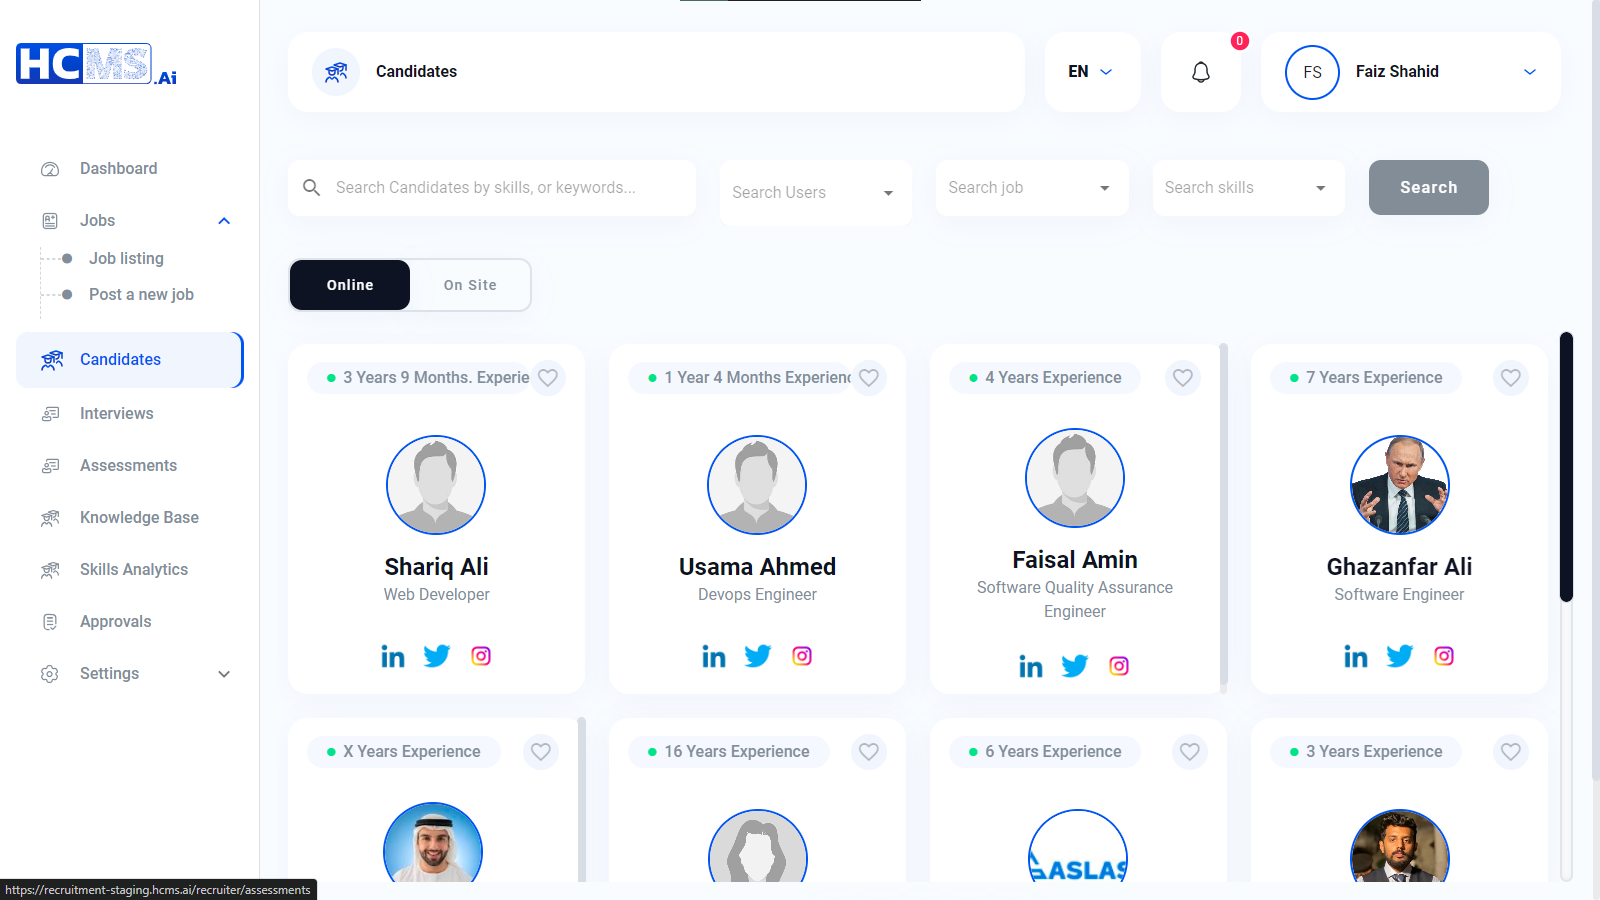 HCMS.Ai
Dashboard
Jobs
Job listing
Post a new job
Candidates
Interviews
Assessments
Knowledge Base
Skills Analytics
Approvals
Settings
Candidates
EN
0
FS
Faiz Shahid
Search Candidates by skills, or keywords...
Search Users
Search job
Search skills
Search
Online
On Site
3 Years 9 Months. Experie
Shariq Ali
Web Developer
in
1 Year 4 Months Experienc
Usama Ahmed
Devops Engineer
in
4 Years Experience
Faisal Amin
Software Quality Assurance
Engineer
in
7 Years Experience
Ghazanfar Ali
Software Engineer
in
X Years Experience
16 Years Experience
6 Years Experience
ASLAS
3 Years Experience
https://recruitment-staging.hcms.ai/recruiter/assessments